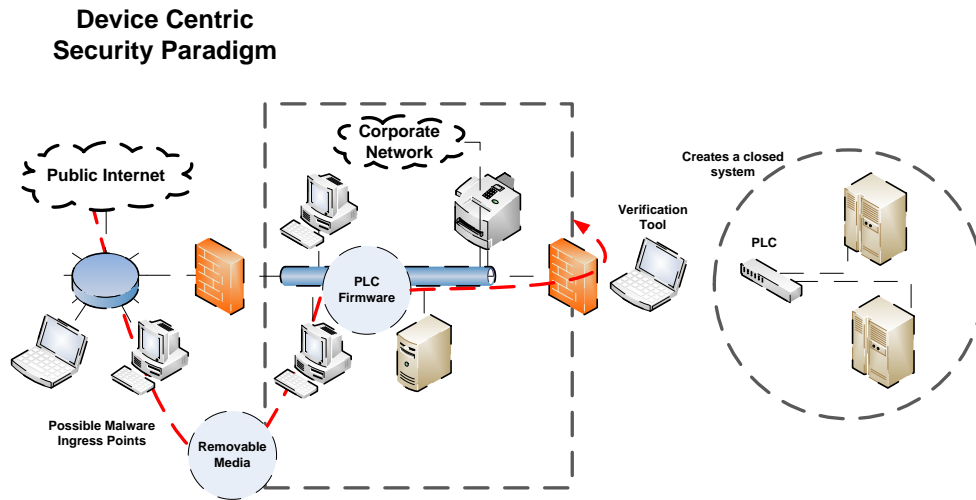 Device Centric
Security Paradigm
Public Internet
Corporate
Network
Creates a closed
system
Verification
Tool
PLC
PLC
Firmware
Possible Malware
Ingress Points
Removable
Media